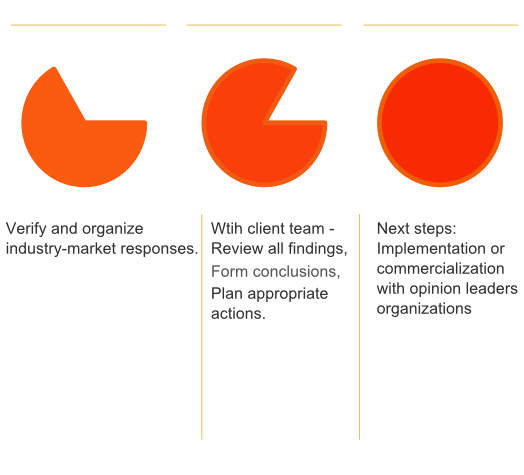 Verify and organize
industry-market responses.
Wtih client team -
Review all findings,
Form conclusions,
Plan appropriate
actions.
Next steps:
Implementation or
commercialization
with opinion leaders
organizations